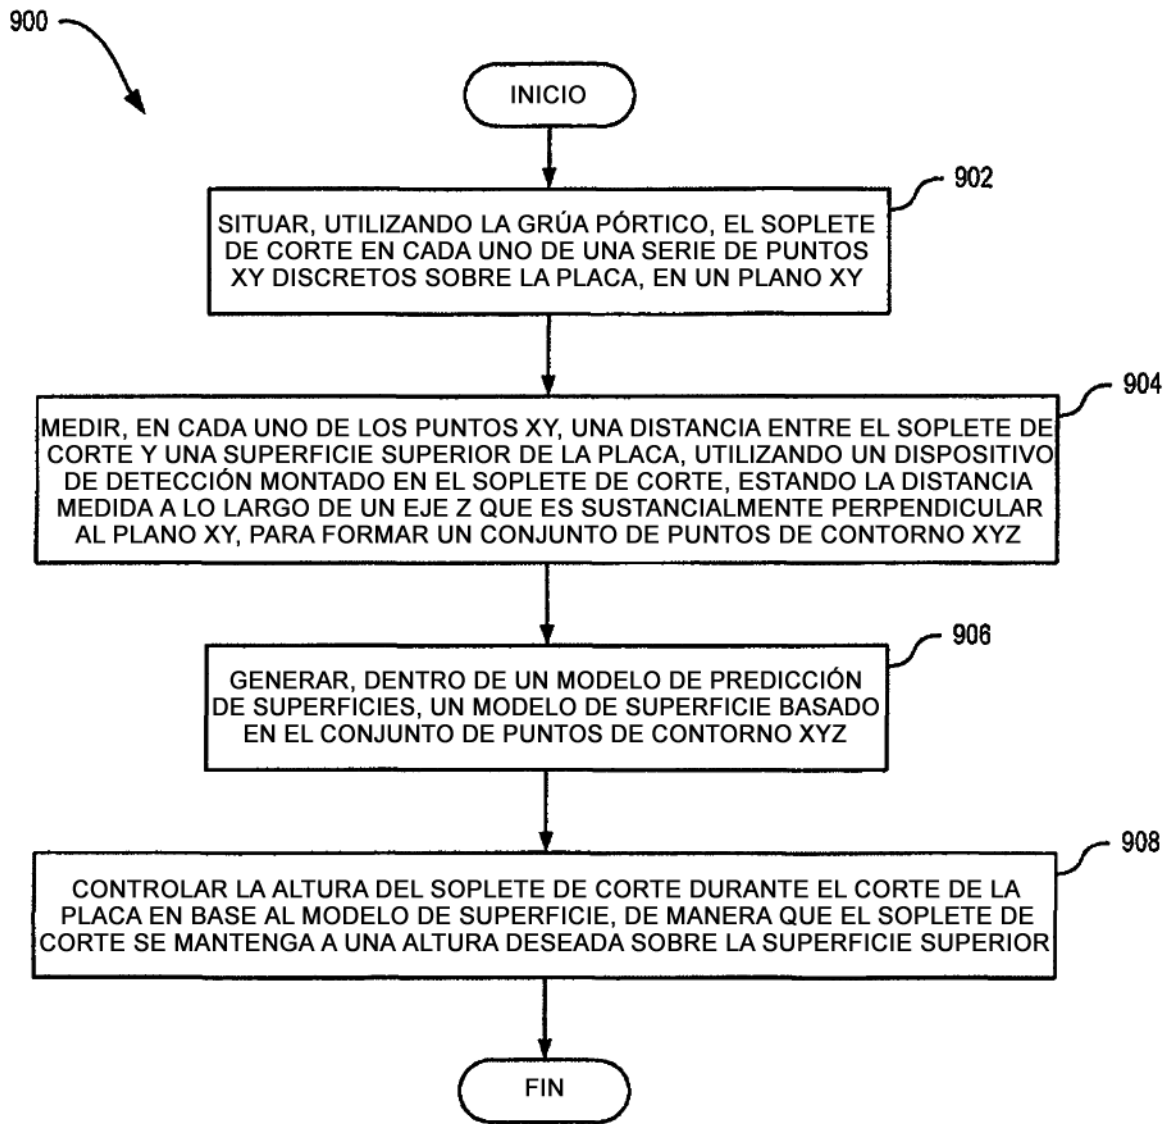 900
INICIO
902
SITUAR, UTILIZANDO LA GRÚA PÓRTICO, EL SOPLETE
DE CORTE EN CADA UNO DE UNA SERIE DE PUNTOS
XY DISCRETOS SOBRE LA PLACA, EN UN PLANO XY
904
MEDIR, EN CADA UNO DE LOS PUNTOS XY, UNA DISTANCIA ENTRE EL SOPLETE DE
CORTE Y UNA SUPERFICIE SUPERIOR DE LA PLACA, UTILIZANDO UN DISPOSITIVO
DE DETECCIÓN MONTADO EN EL SOPLETE DE CORTE, ESTANDO LA DISTANCIA
MEDIDA A LO LARGO DE UN EJE Z QUE ES SUSTANCIALMENTE PERPENDICULAR
AL PLANO XY, PARA FORMAR UN CONJUNTO DE PUNTOS DE CONTORNO XYZ
906
GENERAR, DENTRO DE UN MODELO DE PREDICCIÓN
DE SUPERFICIES, UN MODELO DE SUPERFICIE BASADO
EN EL CONJUNTO DE PUNTOS DE CONTORNO XYZ
908
CONTROLAR LA ALTURA DEL SOPLETE DE CORTE DURANTE EL CORTE DE LA
PLACA EN BASE AL MODELO DE SUPERFICIE, DE MANERA QUE EL SOPLETE DE
CORTE SE MANTENGA A UNA ALTURA DESEADA SOBRE LA SUPERFICIE SUPERIOR
FIN